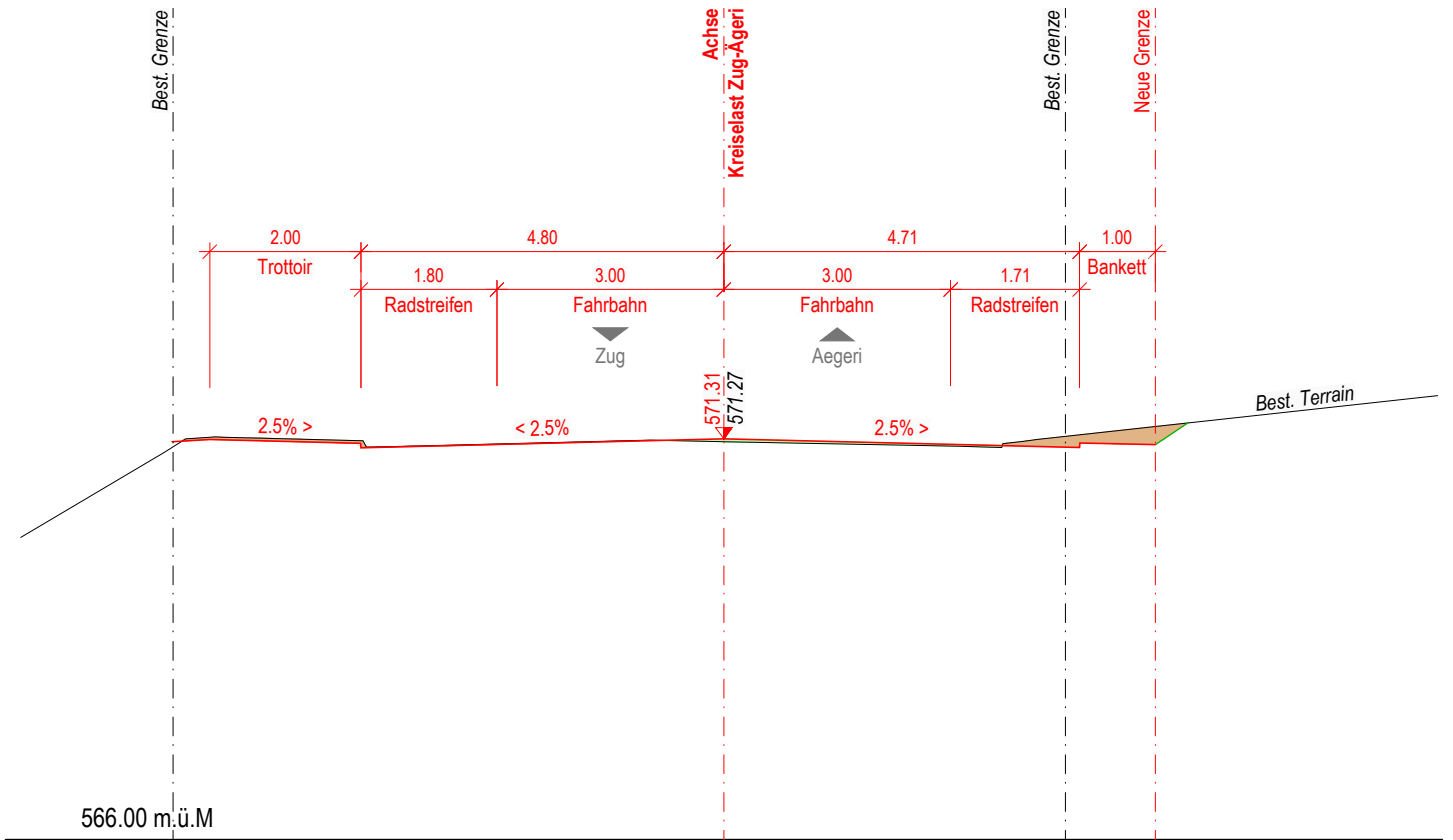 Best. Grenze
Achse
Kreiselast Zug-Ägeri
Best. Grenze
Neue Grenze
2.00
4.80
4.71
1.00
Trottoir
Bankett
1.80
3.00
3.00
1.71
Radstreifen
Fahrbahn
Fahrbahn
Radstreifen
Zug
Aegeri
571.31
571.27
Best. Terrain
2.5% >
< 2.5%
2.5% >
566.00 m.ü.M